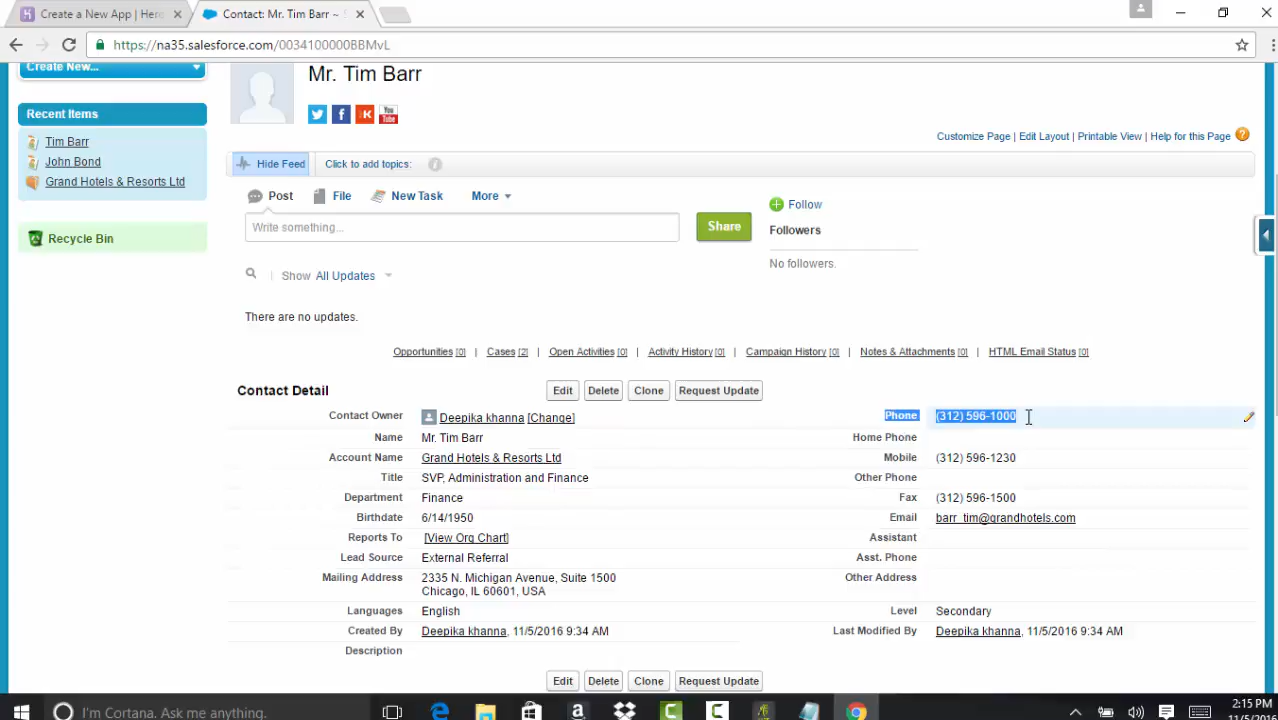 Create a New App | Hero
Contact: Mr. Tim Barr ~ S
https://na35.salesforce.com/0034100000BBMvL
Create New...
Mr. Tim Barr
K
You
Tube
Recent Items
Customize Page | Edit Layout | Printable View | Help for this Page ?
Tim Barr
John Bond
Grand Hotels & Resorts Ltd
Hide Feed Click to add topics: i
Post File New Task More
Follow
Write something...
Share
Followers
Recycle Bin
No followers.
Show All Updates
There are no updates.
Opportunities [0] | Cases [2] | Open Activities [0] | Activity History [0] | Campaign History [0] | Notes & Attachments [0] | HTML Email Status [0]
Contact Detail Edit Delete Clone Request Update
Contact Owner Deepika khanna [Change] Phone (312) 596-1000
Name Mr. Tim Barr Home Phone
Account Name Grand Hotels & Resorts Ltd Mobile (312) 596-1230
Title SVP, Administration and Finance Other Phone
Department Finance Fax (312) 596-1500
Birthdate 6/14/1950 Email barr_tim@grandhotels.com
Reports To [View Org Chart] Assistant
Lead Source External Referral Asst. Phone
Mailing Address 2335 N. Michigan Avenue, Suite 1500 Other Address
Chicago, IL 60601, USA
Languages English Level Secondary
Created By Deepika khanna, 11/5/2016 9:34 AM Last Modified By Deepika khanna, 11/5/2016 9:34 AM
Description
Edit Delete Clone Request Update
I'm Cortana. Ask me anything.
2:15 PM
11/5/2016